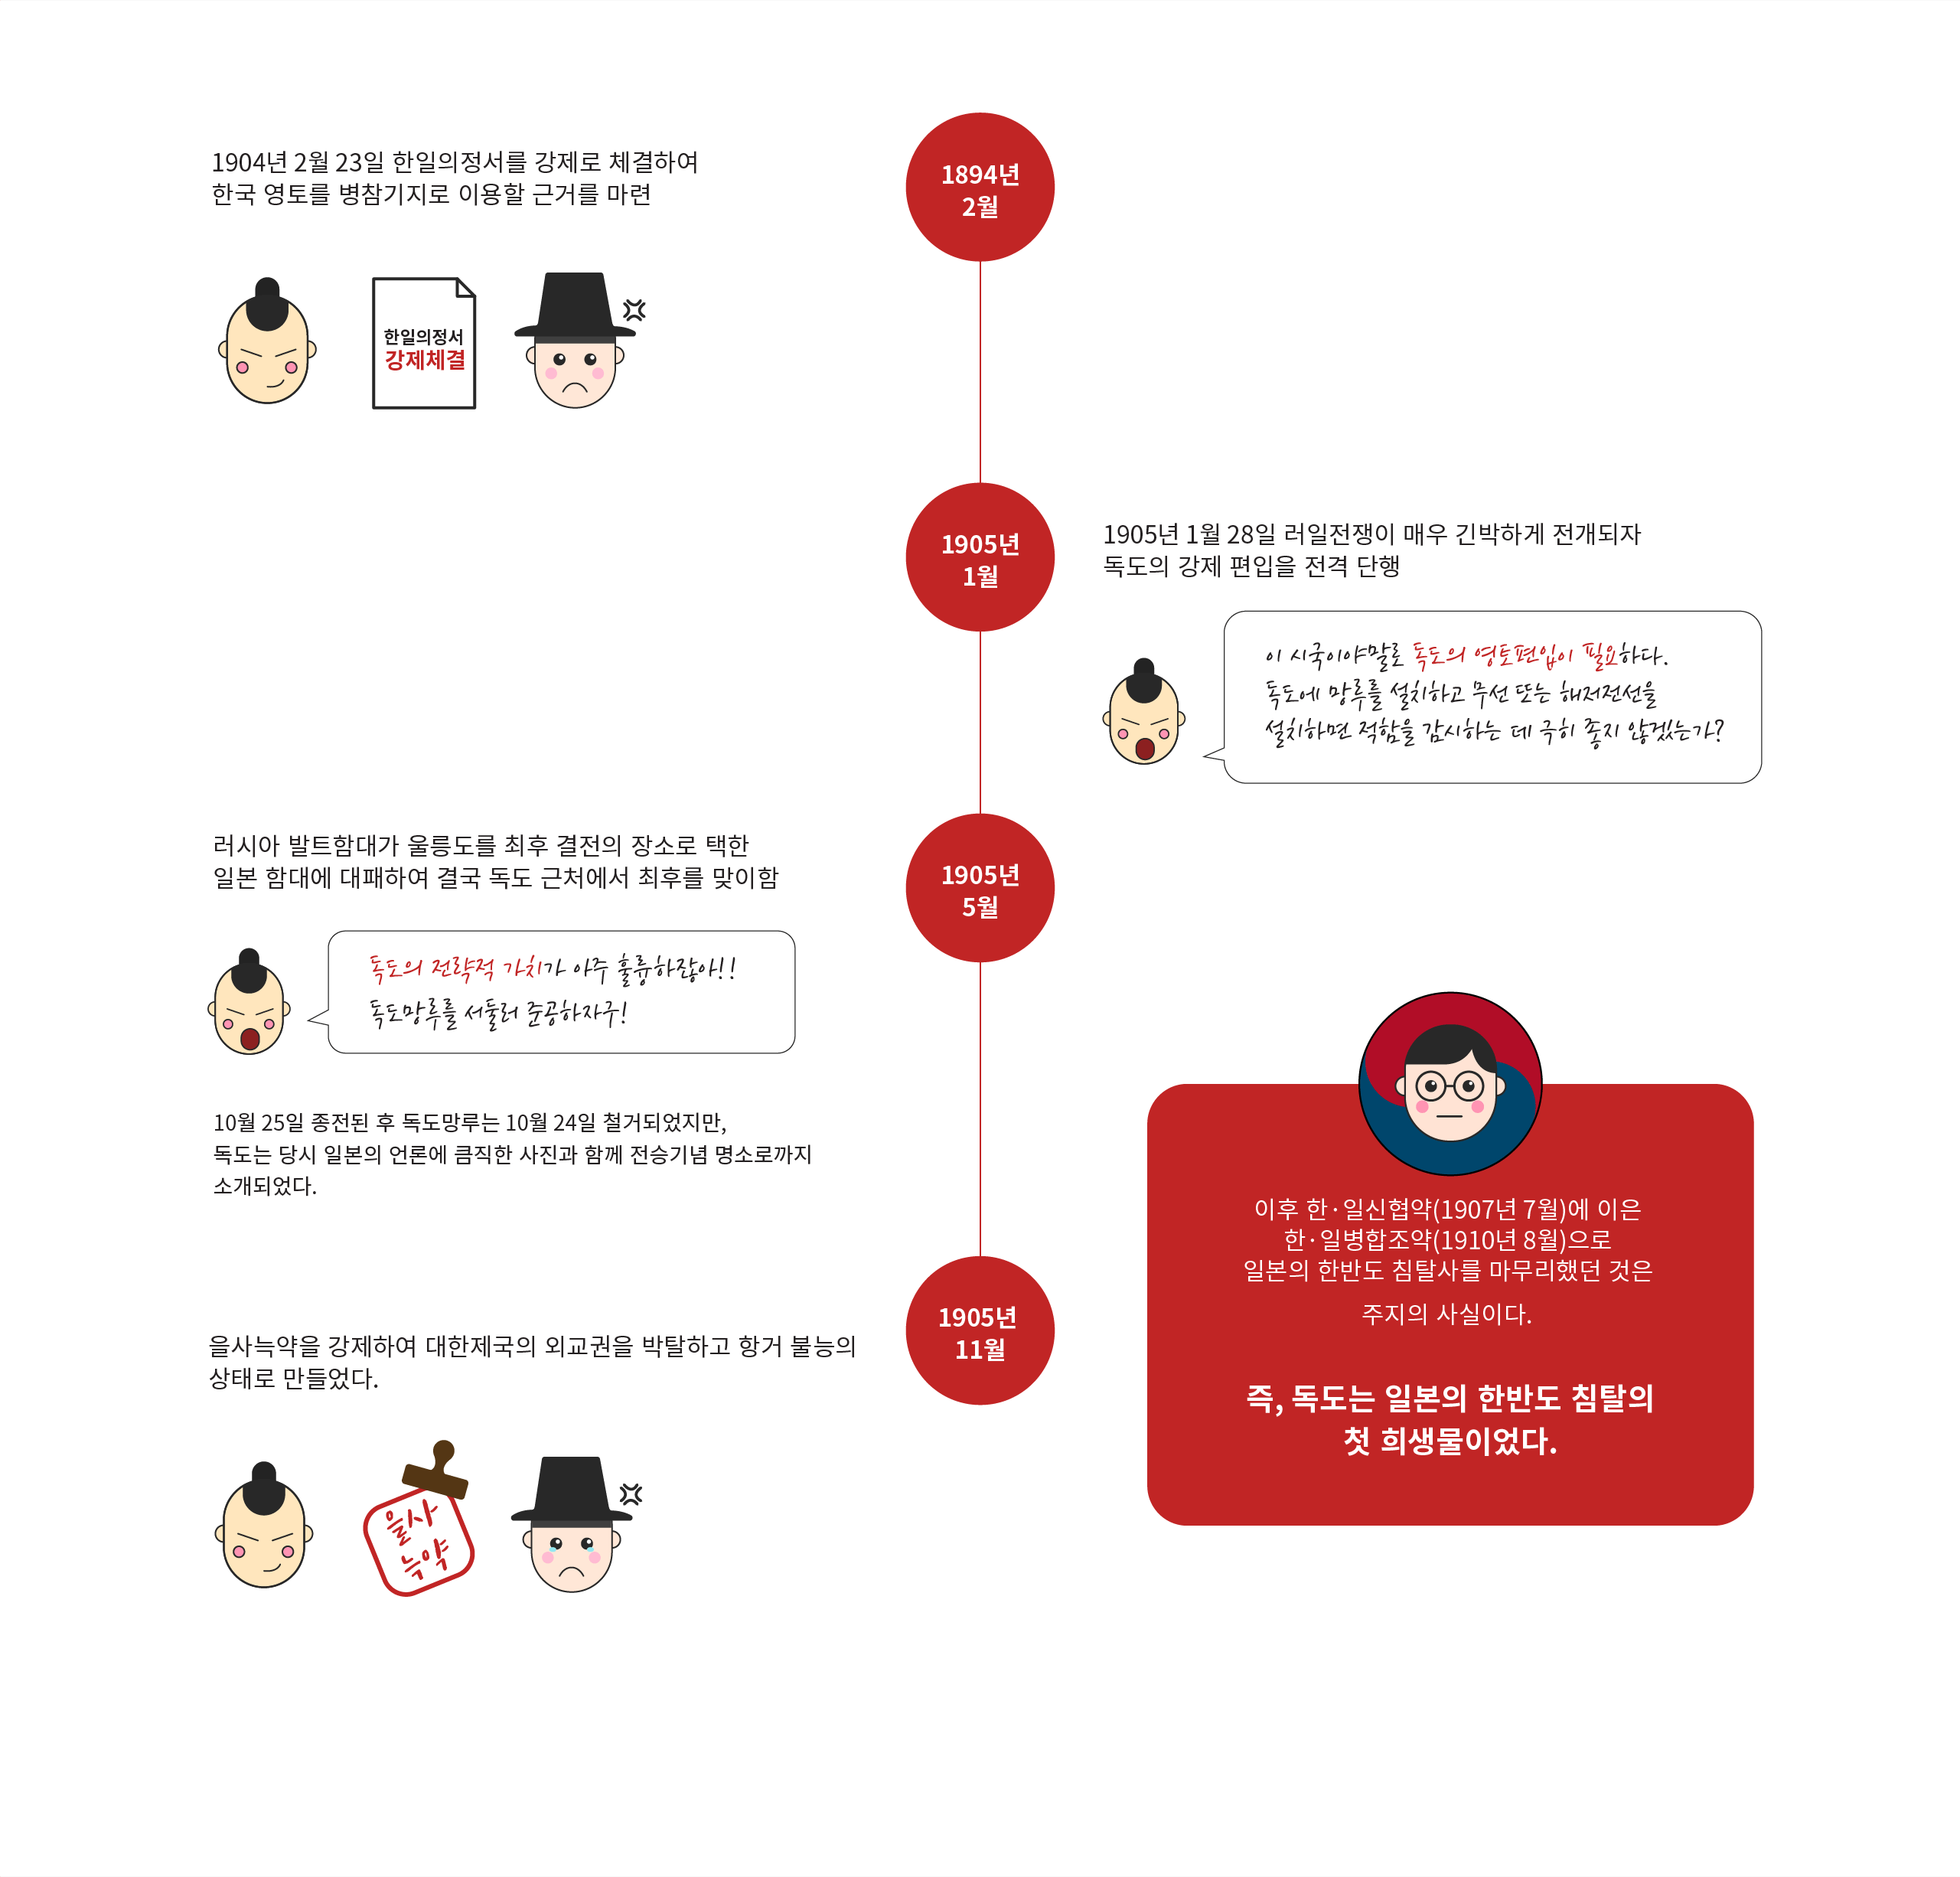 1894년
2월
1904년 2월 23일 한일의정서를 강제로 체결하여
한국 영토를 병참기지로 이용할 근거를 마련
한일의정서
강제체결
1905년
1월
1905년 1월 28일 러일전쟁이 매우 긴박하게 전개되자
독도의 강제 편입을 전격 단행
이 시국이야말로 독도의 영토편입이 필요하다.
독도에 망루를 설치하고 무선 또는 해저전선을
설치하면 적함을 감시하는 데 극히 좋지 않겠는가?
1905년
5월
러시아 발트함대가 울릉도를 최후 결전의 장소로 택한
일본 함대에 대패하여 결국 독도 근처에서 최후를 맞이함
독도의 전략적 가치가 아주 훌륭하잖아!!
독도망루를 서둘러 준공하자구!
10월 25일 종전된 후 독도망루는 10월 24일 철거되었지만,
독도는 당시 일본의 언론에 큼직한 사진과 함께 전승기념 명소로까지
소개되었다.
1905년
11월
을사늑약을 강제하여 대한제국의 외교권을 박탈하고 항거 불능의
상태로 만들었다.
을사
늑약
이후 한·일신협약(1907년 7월)에 이은
한·일병합조약(1910년 8월)으로
일본의 한반도 침탈사를 마무리했던 것은
주지의 사실이다.
즉, 독도는 일본의 한반도 침탈의
첫 희생물이었다.